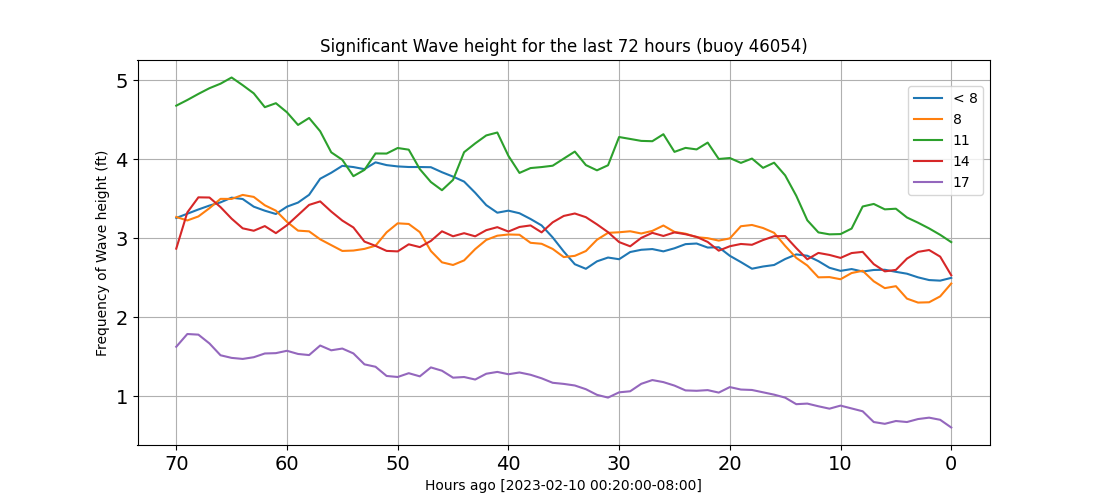 Significant Wave height for the last 72 hours (buoy 46054)
Frequency of Wave height (ft)
5
4
3
2
1
< 8
8
11
14
17
70 60 50 40 30 20 10 0
Hours ago [2023-02-10 00:20:00-08:00]